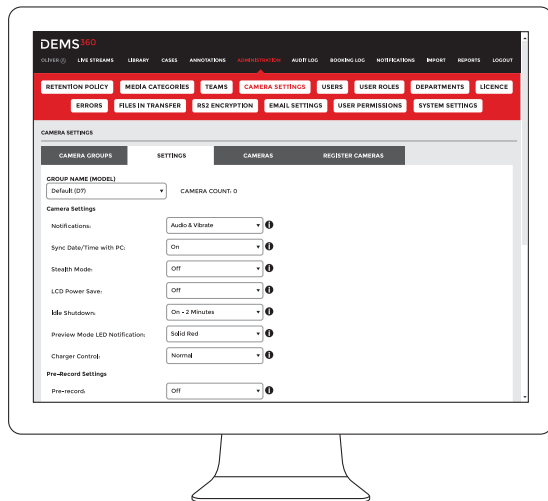 DEMS360
OLIVER LIVE STREAMS LIBRARY CASES ANNOTATIONS ADMINISTRATION AUDIT LOG BOOKING LOG NOTIFICATIONS IMPORT REPORTS LOGOUT
RETENTION POLICY MEDIA CATEGORIES TEAMS CAMERA SETTINGS USERS USER ROLES DEPARTMENTS LICENCE
ERRORS FILES IN TRANSFER RS2 ENCRYPTION EMAIL SETTINGS USER PERMISSIONS SYSTEM SETTINGS
CAMERA SETTINGS
CAMERA GROUPS SETTINGS CAMERAS REGISTER CAMERAS
GROUP NAME (MODEL)
Default (D7) CAMERA COUNT: 0
Camera Settings
Notifications: Audio & Vibrate
Sync Date/Time with PC: On
Stealth Mode: Off
LCD Power Save: Off
Idle Shutdown: On - 2 Minutes
Preview Mode LED Notification: Solid Red
Charger Control: Normal
Pre-Record Settings
Pre-record: Off